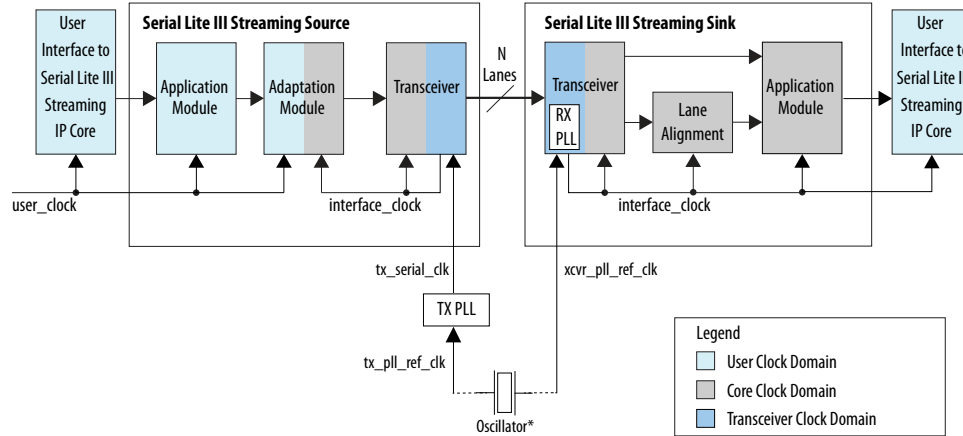 User
Interface to
Serial Lite III
Streaming
IP Core
Serial Lite III Streaming Source
Application
Module
Adaptation
Module
Transceiver
N
Lanes
Serial Lite III Streaming Sink
Transceiver
RX
PLL
Lane
Alignment
Application
Module
User
Interface to
Serial Lite II
Streaming
IP Core
user_clock
interface_clock
interface_clock
tx_serial_clk
xcvr_pll_ref_clk
TX PLL
tx_pll_ref_clk
Oscillator*
Legend
User Clock Domain
Core Clock Domain
Transceiver Clock Domain